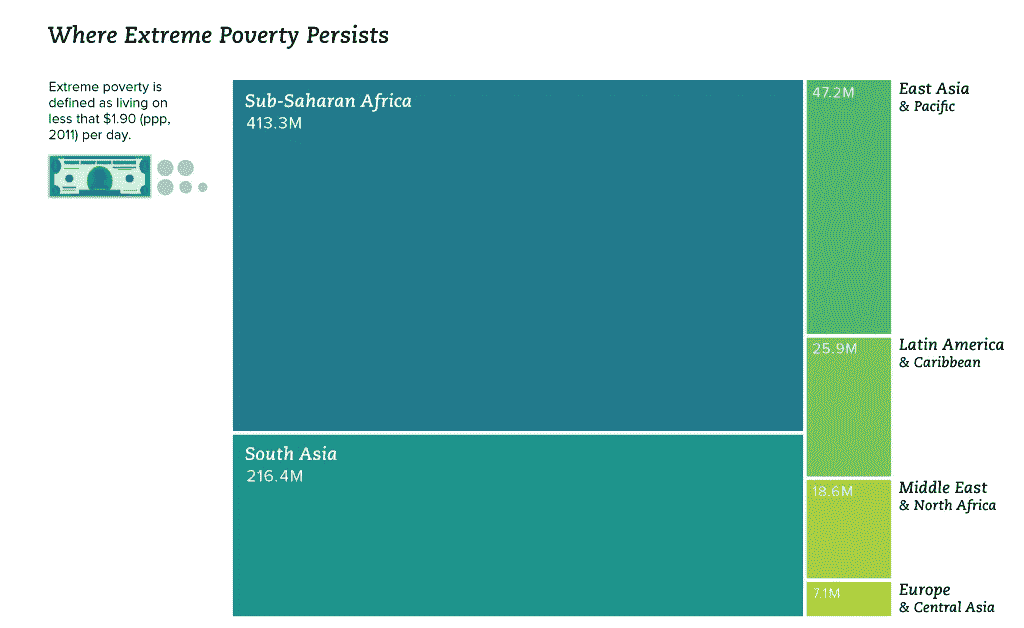 Where Extreme Poverty Persists
Extreme poverty is
defined as living on
less that $1.90 (ppp,
2011) per day.
Sub-Saharan Africa
413.3M
South Asia
216.4M
47.2M
East Asia
& Pacific
25.9M
Latin America
& Caribbean
18.6M
Middle East
& North Africa
7.1M
Europe
& Central Asia